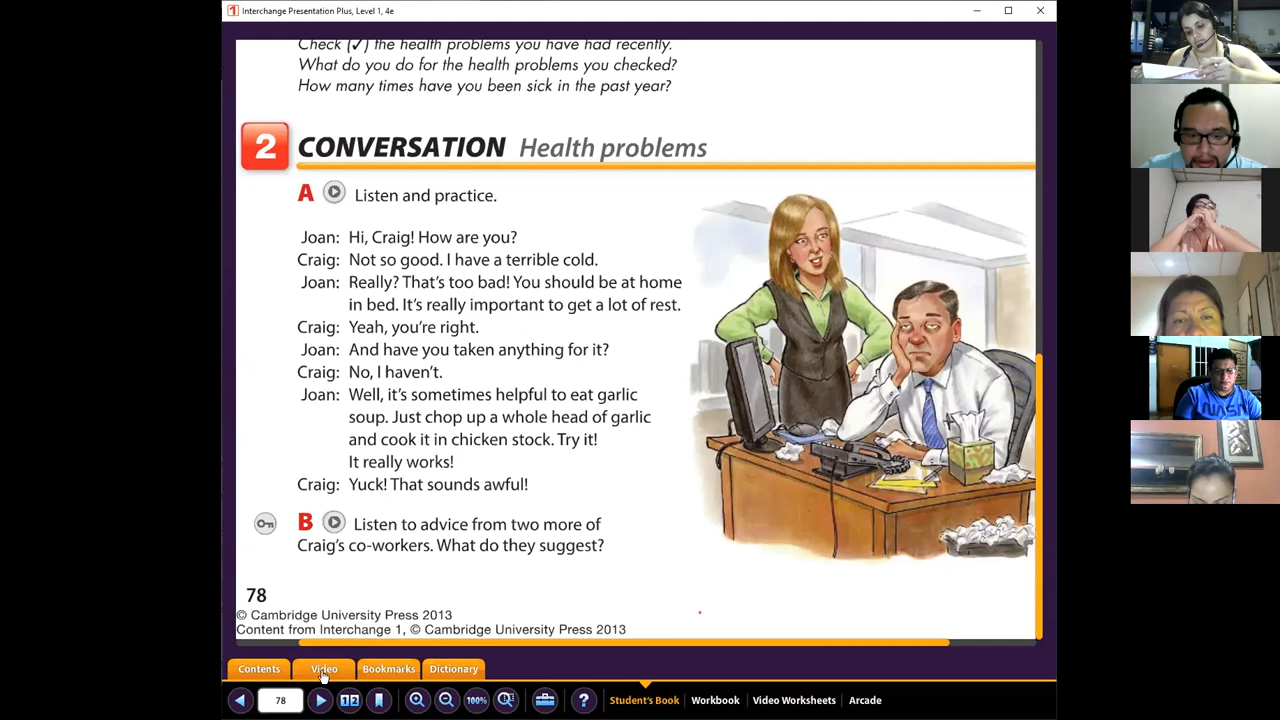 Interchange Presentation Plus, Level 1, 4e
Check (✓) the health problems you have had recently.
What do you do for the health problems you checked?
How many times have you been sick in the past year?
2 CONVERSATION Health problems
A Listen and practice.
Joan: Hi, Craig! How are you?
Craig: Not so good. I have a terrible cold.
Joan: Really? That's too bad! You should be at home
in bed. It's really important to get a lot of rest.
Craig: Yeah, you're right.
Joan: And have you taken anything for it?
Craig: No, I haven't.
Joan: Well, it's sometimes helpful to eat garlic
soup. Just chop up a whole head of garlic
and cook it in chicken stock. Try it!
It really works!
Craig: Yuck! That sounds awful!
B Listen to advice from two more of
Craig's co-workers. What do they suggest?
78
© Cambridge University Press 2013
Content from Interchange 1, © Cambridge University Press 2013
Contents Video Bookmarks Dictionary
78 12 100% ? Student's Book Workbook Video Worksheets Arcade
NASA